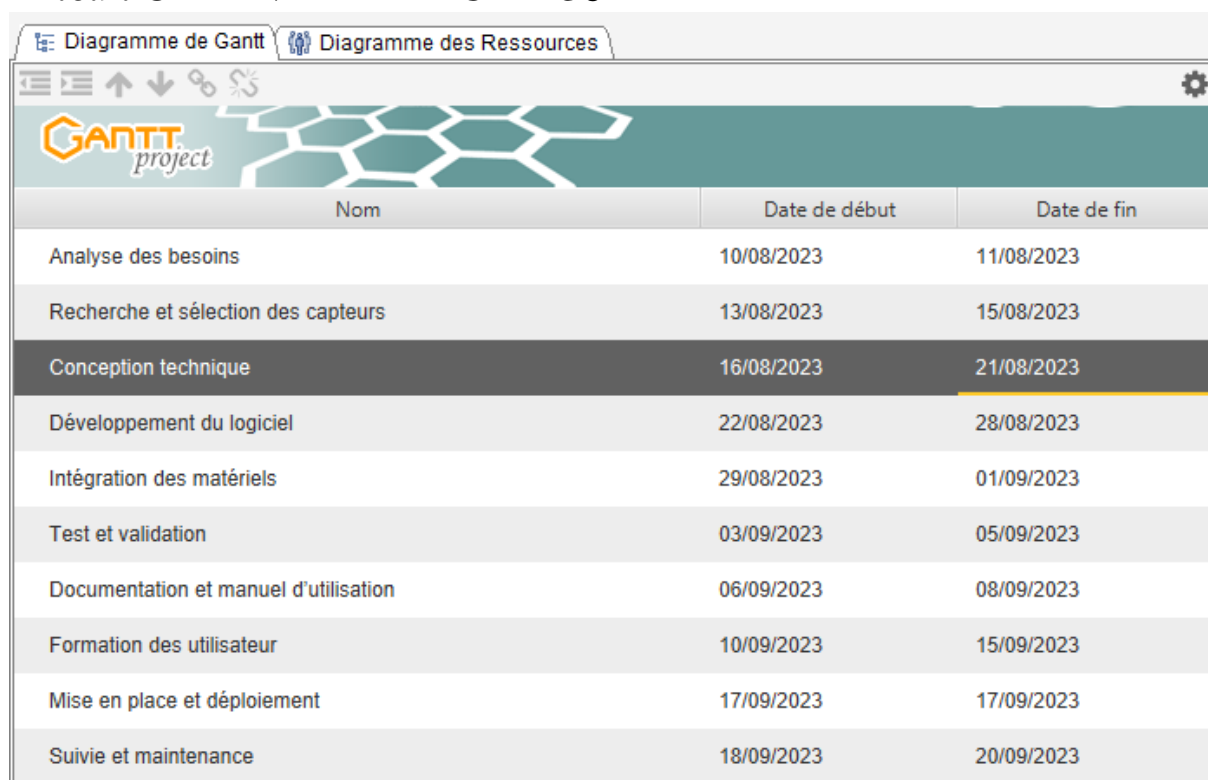 Diagramme de Gantt Diagramme des Ressources
GANTT
project
Nom Date de début Date de fin
Analyse des besoins 10/08/2023 11/08/2023
Recherche et sélection des capteurs 13/08/2023 15/08/2023
Conception technique 16/08/2023 21/08/2023
Développement du logiciel 22/08/2023 28/08/2023
Intégration des matériels 29/08/2023 01/09/2023
Test et validation 03/09/2023 05/09/2023
Documentation et manuel d’utilisation 06/09/2023 08/09/2023
Formation des utilisateur 10/09/2023 15/09/2023
Mise en place et déploiement 17/09/2023 17/09/2023
Suivie et maintenance 18/09/2023 20/09/2023